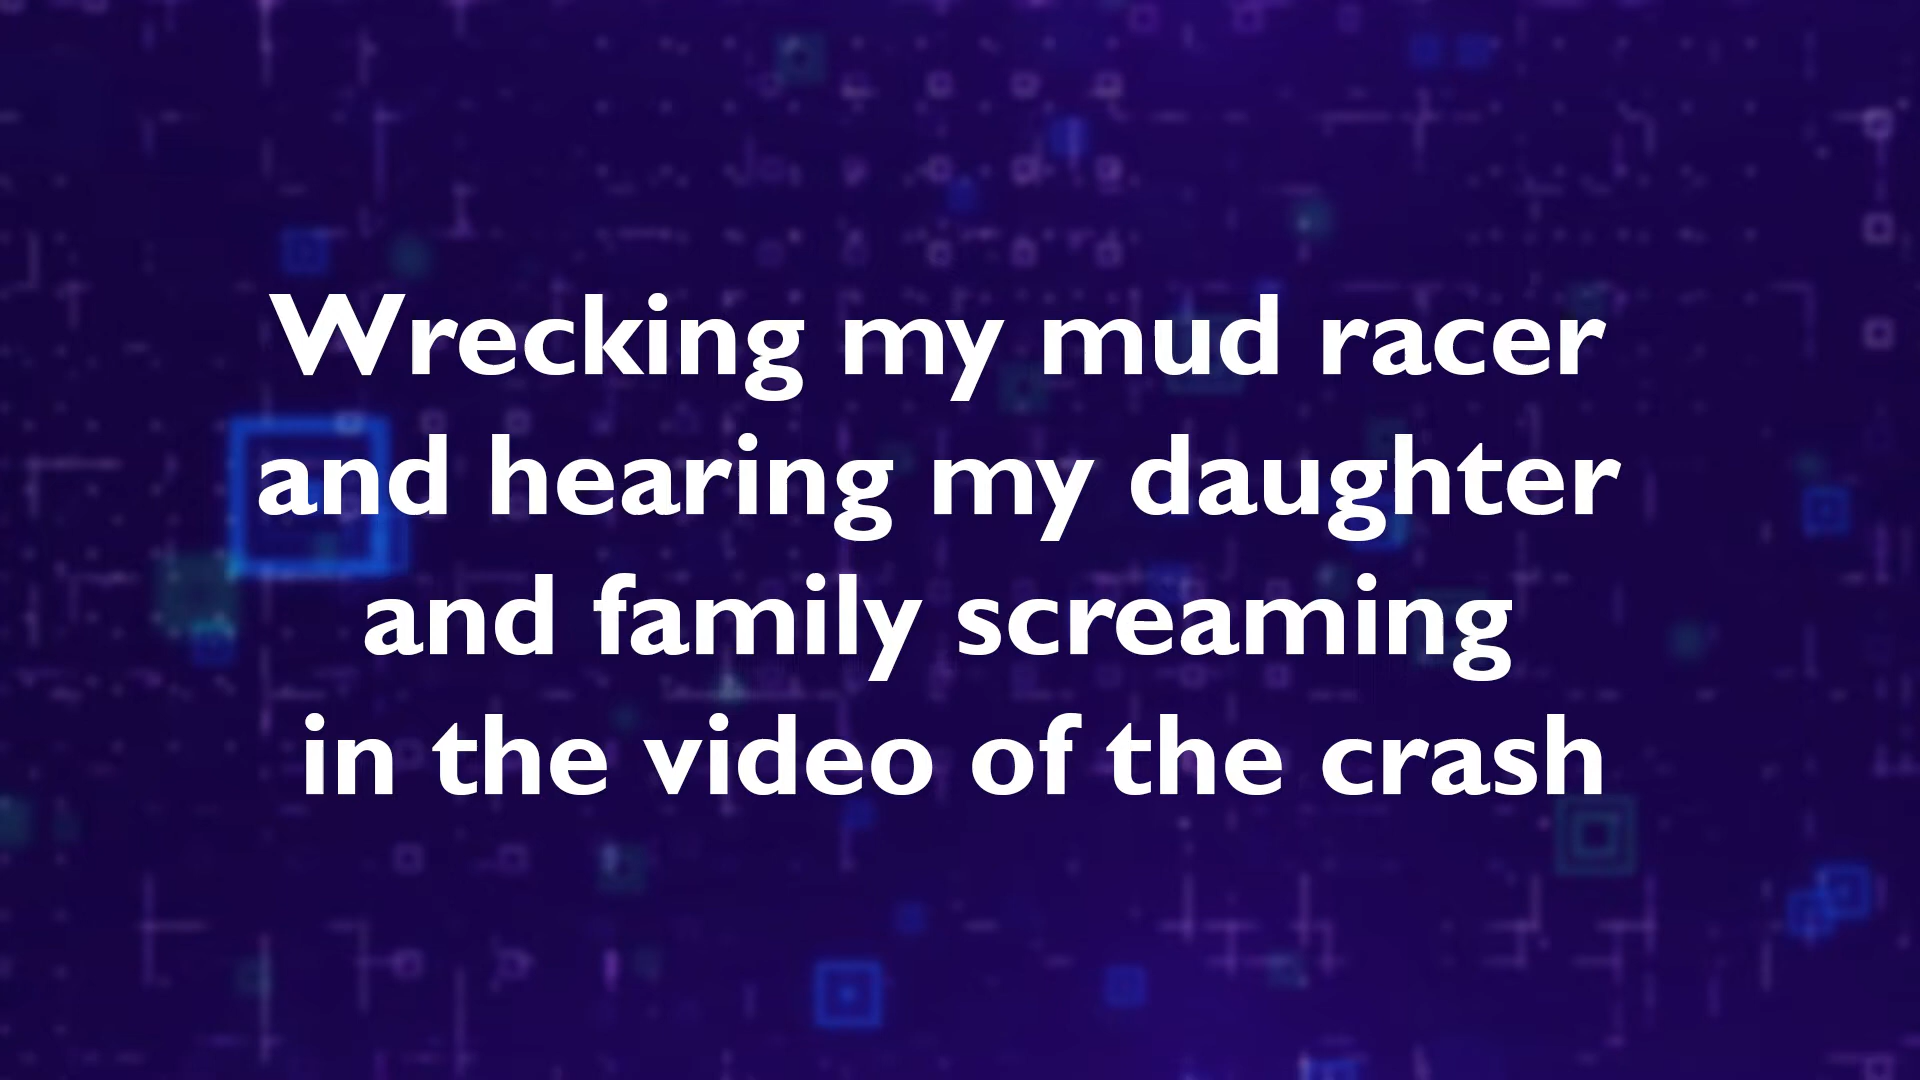 Wrecking my mud racer
and hearing my daughter
and family screaming
in the video of the crash